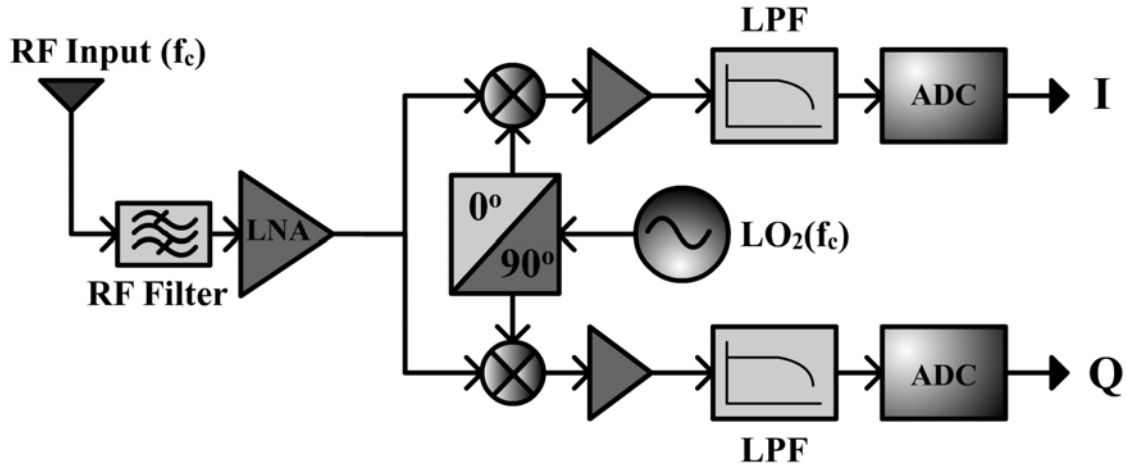 LPF
RF Input (fc)
ADC
I
0o
LNA
LO2(fc)
90o
RF Filter
ADC
Q
LPF